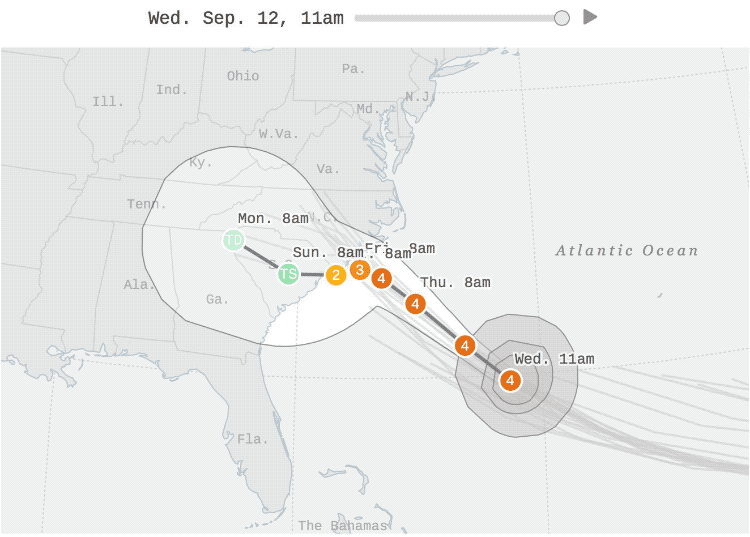 Wed. Sep. 12, 11am
Pa.
Ohio
Ind.
Ill.
N.J.
Md.
W.Va.
Ky.
Va.
Tenn.
N.C.
Mon. 8am
TD
Sun. 8am
8am
Fri. 8am
Atlantic Ocean
S.C.
TS
2
3
4
Thu. 8am
4
Ala.
Ga.
4
Wed. 11am
4
Fla.
The Bahamas